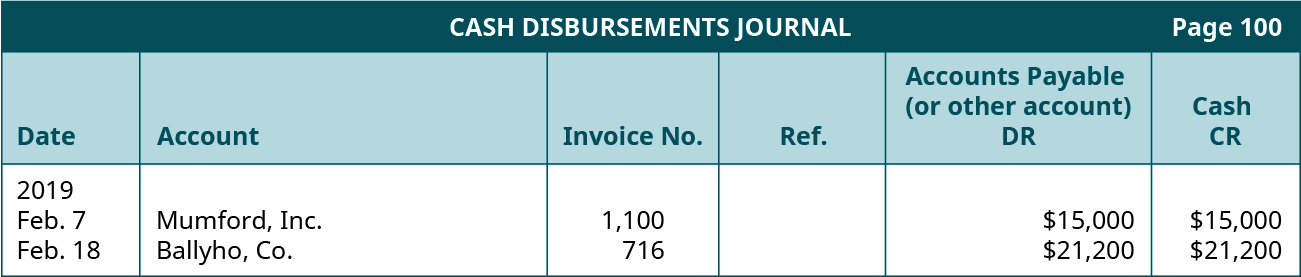 CASH DISBURSEMENTS JOURNAL Page 100
Accounts Payable
(or other account) Cash
Date Account Invoice No. Ref. DR CR
2019
Feb. 7 Mumford, Inc. 1,100 $15,000 $15,000
Feb. 18 Ballyho, Co. 716 $21,200 $21,200